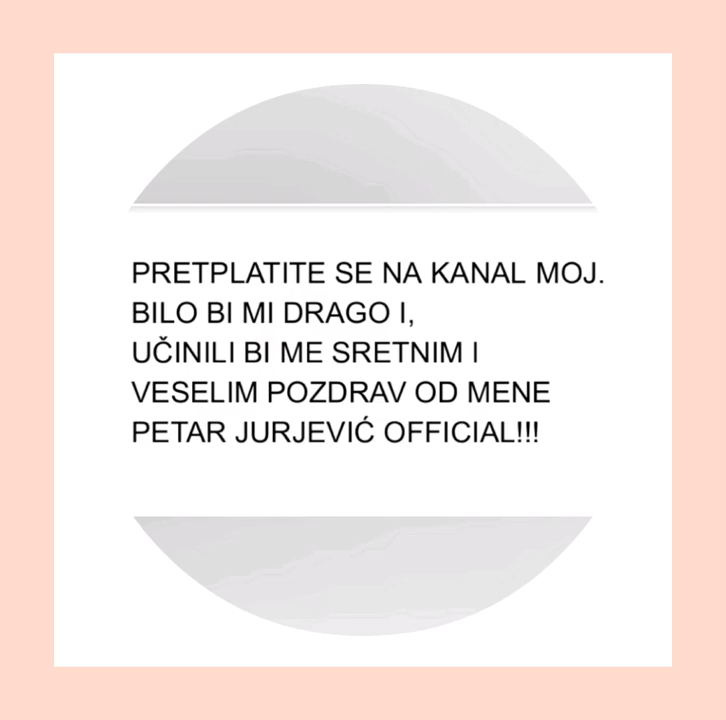 PRETPLATITE SE NA KANAL MOJ.
BILO BI MI DRAGO I,
UČINILI BI ME SRETNIM I
VESELIM POZDRAV OD MENE
PETAR JURJEVIĆ OFFICIAL!!!